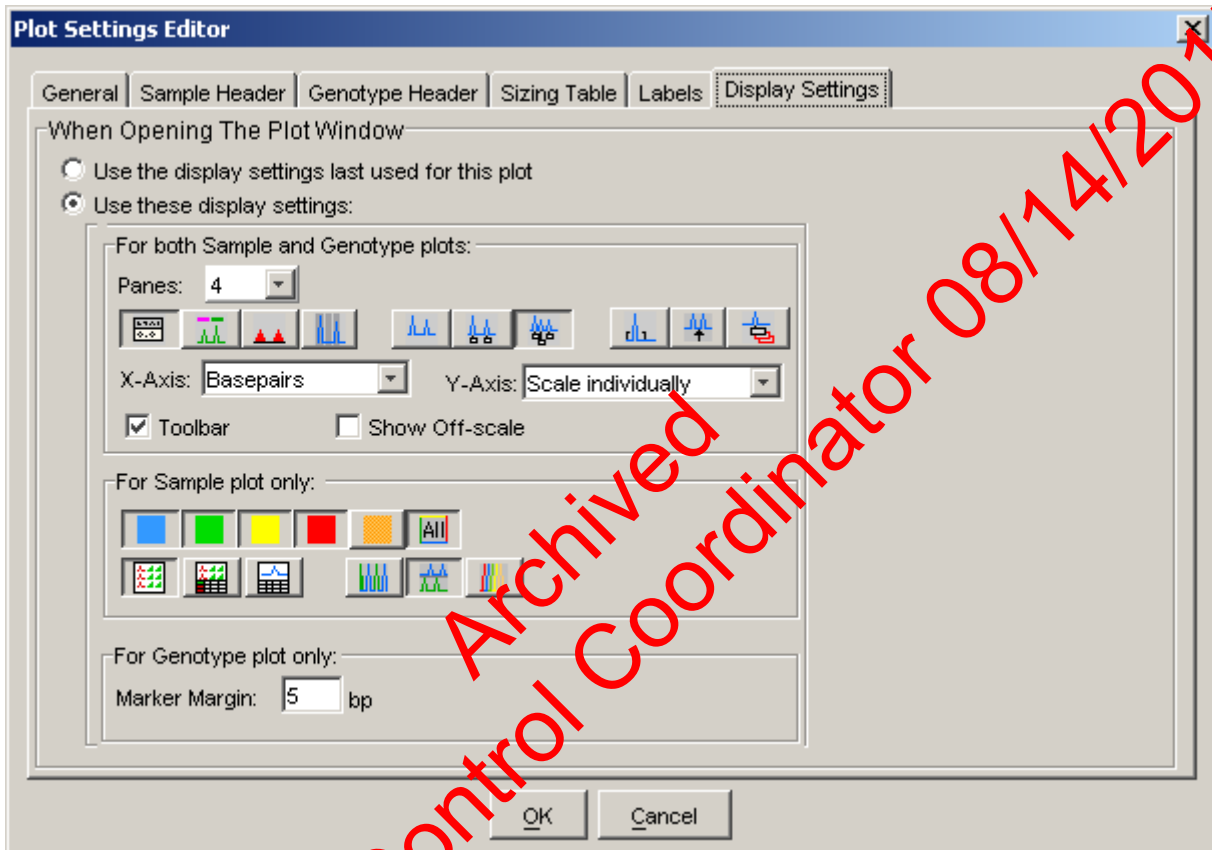 Plot Settings Editor
General Sample Header Genotype Header Sizing Table Labels Display Settings
When Opening The Plot Window
Use the display settings last used for this plot
Use these display settings:
For both Sample and Genotype plots:
Panes: 4
X-Axis: Basepairs Y-Axis: Scale individually
Toolbar Show Off-scale
For Sample plot only:
All
For Genotype plot only:
Marker Margin: 5 bp
OK Cancel
Archived
Coordinator 08/14/201